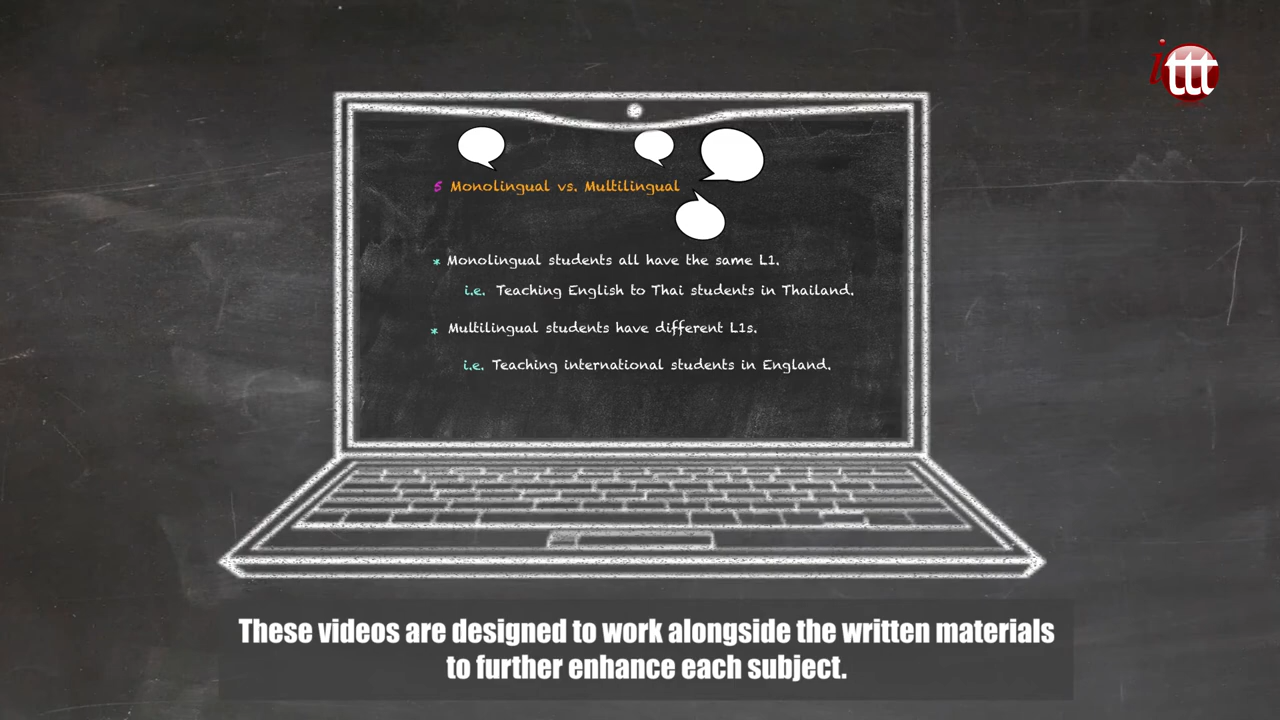 ittt
5 Monolingual vs. Multilingual
* Monolingual students all have the same L1.
i.e. Teaching English to Thai students in Thailand.
* Multilingual students have different L1s.
i.e. Teaching international students in England.
These videos are designed to work alongside the written materials
to further enhance each subject.